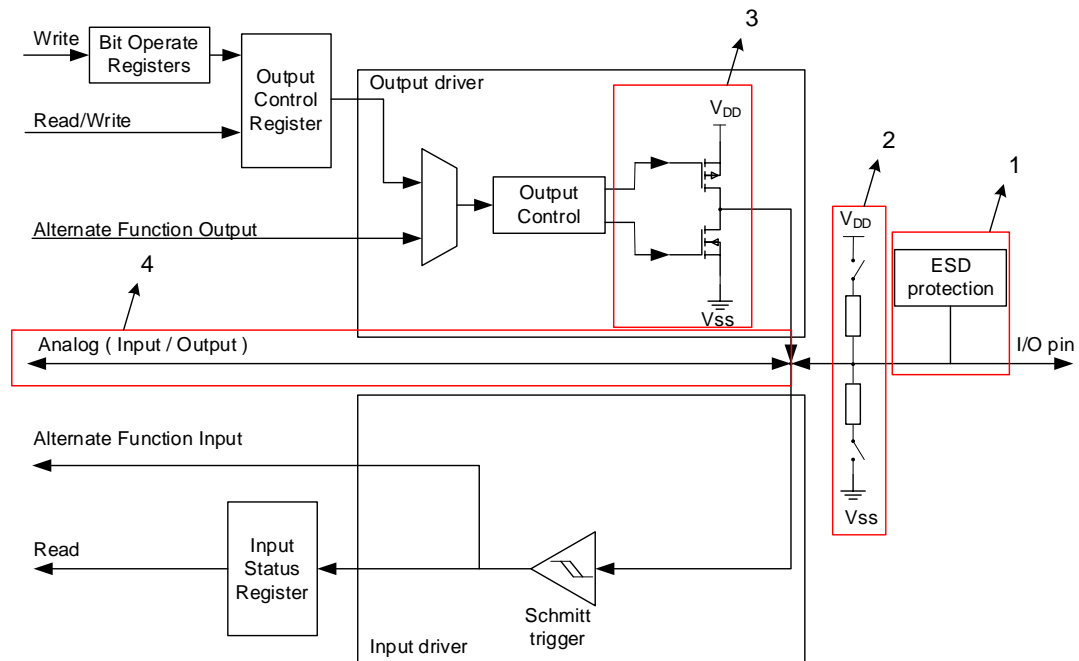 3
Write
Bit Operate
Registers
Output
Control
Register
Output driver
VDD
Read/Write
2
1
Output
Control
Alternate Function Output
VDD
ESD
protection
4
Vss
Analog ( Input / Output )
I/O pin
Alternate Function Input
Vss
Read
Input
Status
Register
Schmitt
trigger
Input driver